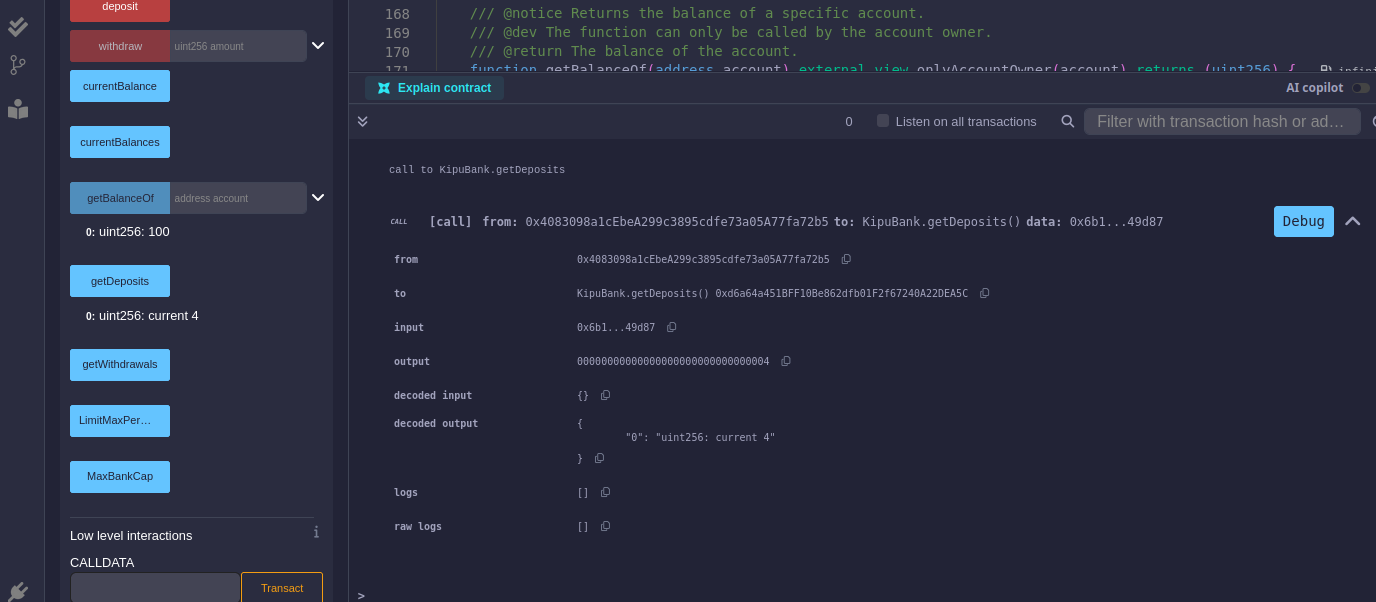 deposit
withdraw
uint256 amount
currentBalance
currentBalances
getBalanceOf
address account
0: uint256: 100
getDeposits
0: uint256: current 4
getWithdrawals
LimitMaxPer…
MaxBankCap
Low level interactions
i
CALLDATA
Transact
168 /// @notice Returns the balance of a specific account.
169 /// @dev The function can only be called by the account owner.
170 /// @return The balance of the account.
171 function getBalanceOf(address account) external view onlyAccountOwner(account) returns (uint256) {
Explain contract
AI copilot
0
Listen on all transactions
Filter with transaction hash or ad…
call to KipuBank.getDeposits
CALL [call] from: 0x4083098a1cEbeA299c3895cdfe73a05A77fa72b5 to: KipuBank.getDeposits() data: 0x6b1...49d87
Debug
from 0x4083098a1cEbeA299c3895cdfe73a05A77fa72b5
to KipuBank.getDeposits() 0xd6a64a451BFF10Be862dfb01F2f67240A22DEA5C
input 0x6b1...49d87
output 00000000000000000000000000000004
decoded input {}
decoded output {
"0": "uint256: current 4"
}
logs []
raw logs []
>